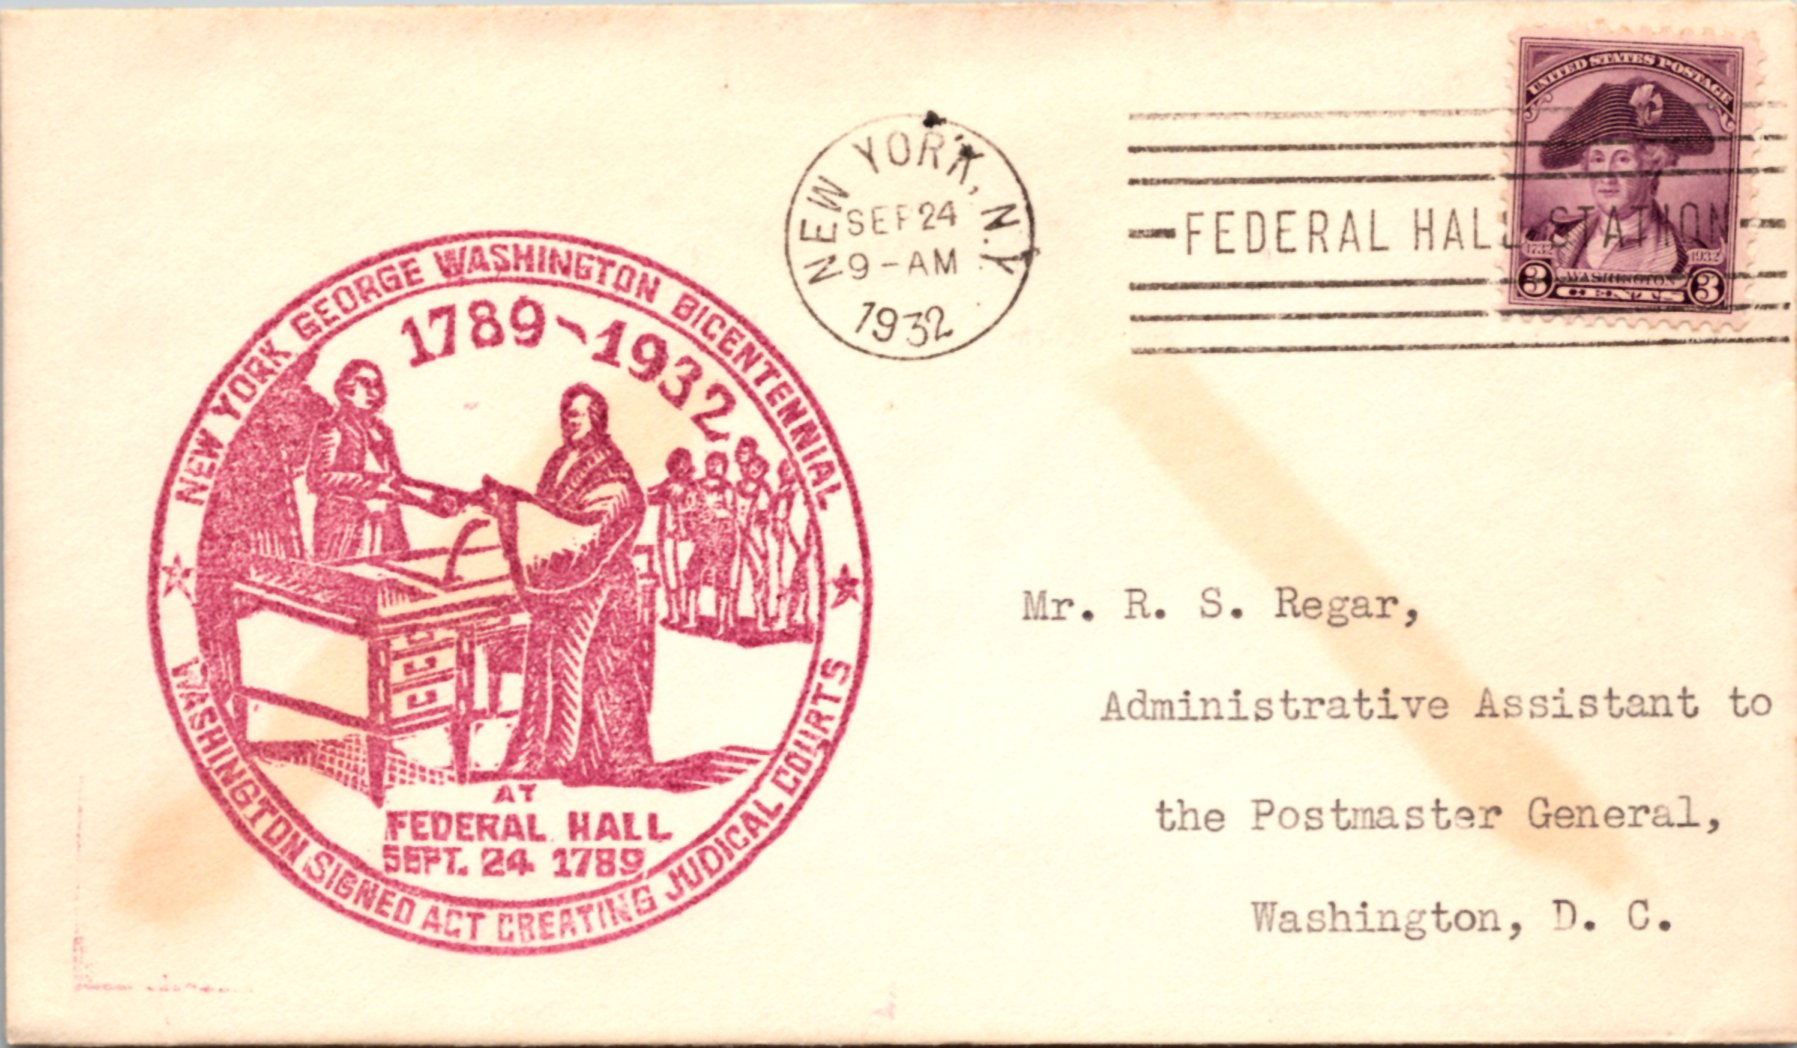 NEW YORK GEORGE WASHINGTON BICENTENNIAL
1789-1932
AT
FEDERAL HALL
SEPT. 24 1789
WASHINGTON SIGNED ACT CREATING JUDICAL COURTS
NEW YORK, N.Y.
SEP 24
9-AM
1932
FEDERAL HALL STATION
UNITED STATES POSTAGE
1732 1932
WASHINGTON
3 CENTS 3
Mr. R. S. Regar,
Administrative Assistant to
the Postmaster General,
Washington, D. C.